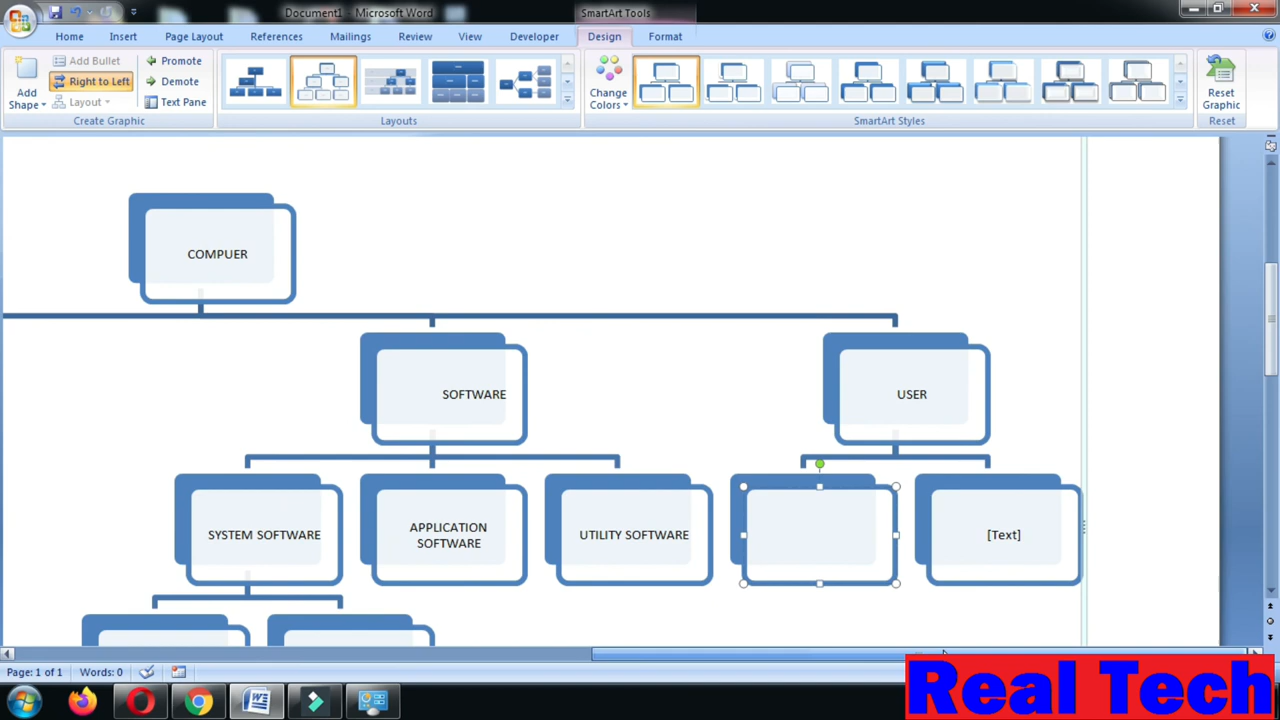 Document1 - Microsoft Word
SmartArt Tools
Home
Insert
Page Layout
References
Mailings
Review
View
Developer
Design
Format
Add Shape
Add Bullet
Right to Left
Layout
Promote
Demote
Text Pane
Create Graphic
Layouts
Change Colors
SmartArt Styles
Reset Graphic
Reset
COMPUER
SOFTWARE
USER
SYSTEM SOFTWARE
APPLICATION
SOFTWARE
UTILITY SOFTWARE
[Text]
Page: 1 of 1
Words: 0
Real Tech